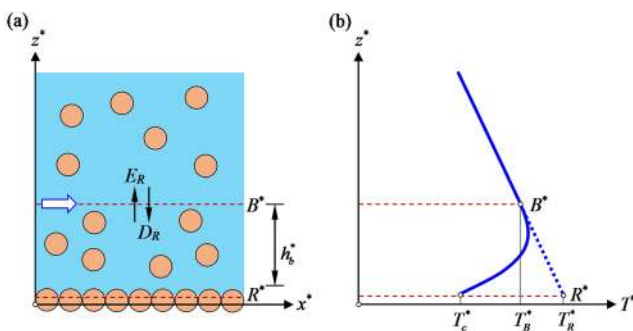 (a)
z*
E_R
D_R
B*
h_b*
R*
x*
(b)
z*
B*
R*
T_c* T_B* T_R* T*